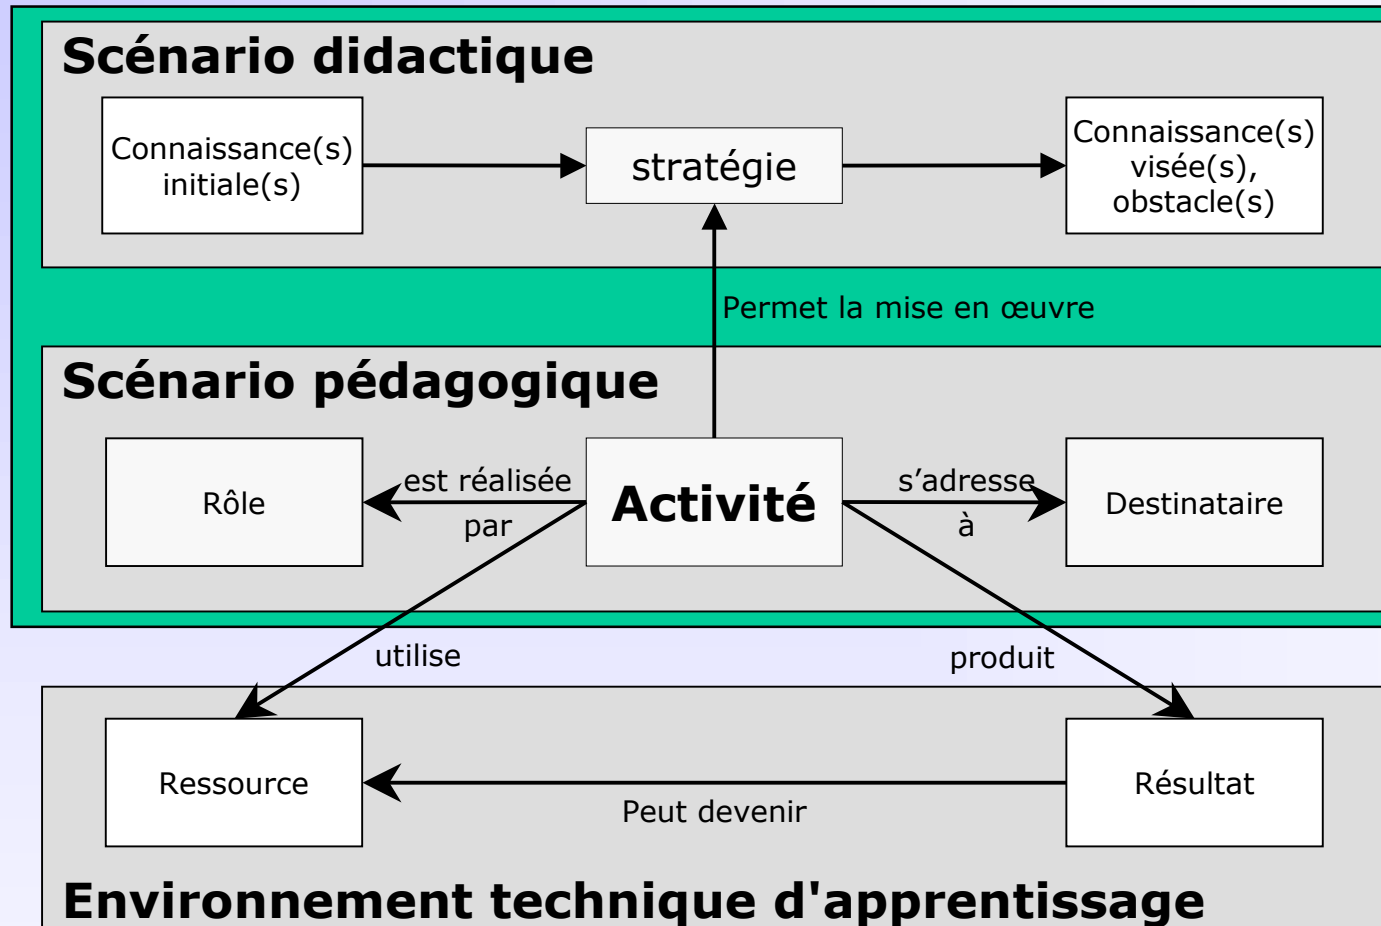 Scénario didactique
Connaissance(s)
initiale(s)
stratégie
Connaissance(s)
visée(s),
obstacle(s)
Permet la mise en œuvre
Scénario pédagogique
Rôle
est réalisée
par
Activité
s’adresse
à
Destinataire
utilise
produit
Ressource
Peut devenir
Résultat
Environnement technique d'apprentissage